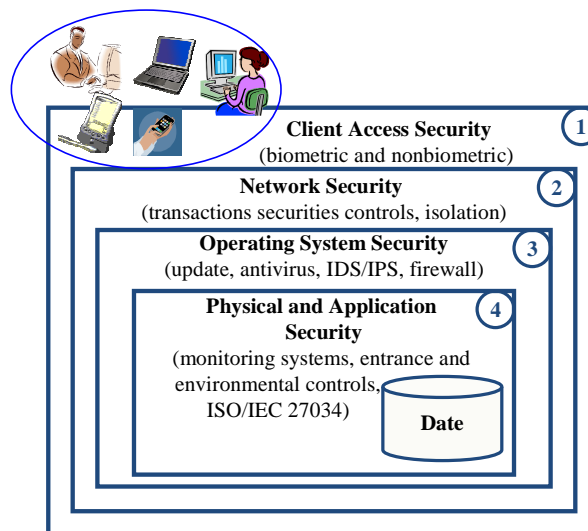 Client Access Security
1
(biometric and nonbiometric)
Network Security
2
(transactions securities controls, isolation)
Operating System Security
3
(update, antivirus, IDS/IPS, firewall)
Physical and Application
Security
4
(monitoring systems, entrance and
environmental controls,
ISO/IEC 27034)
Date